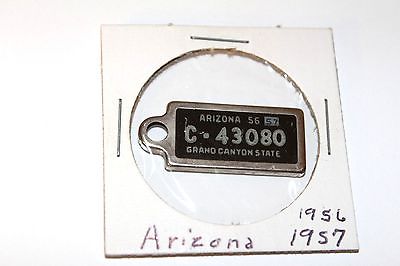 ARIZONA 56 57
C-43080
GRAND CANYON STATE
1956
Arizona 1957